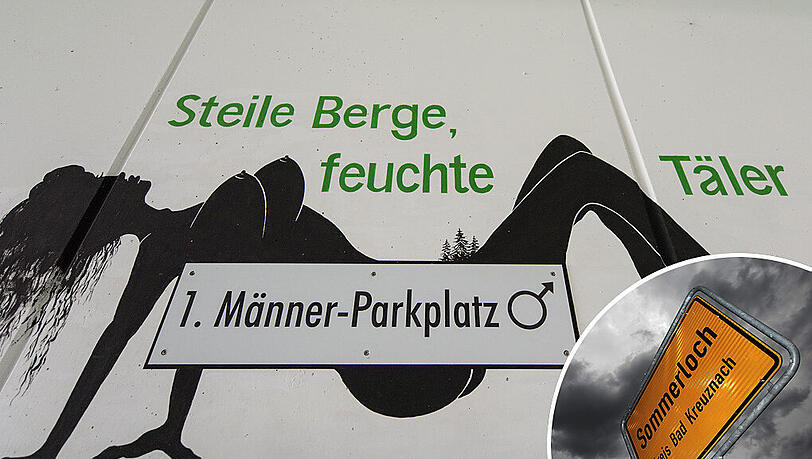 Steile Berge,
feuchte Täler
1. Männer-Parkplatz
Sommerloch
Kreis Bad Kreuznach